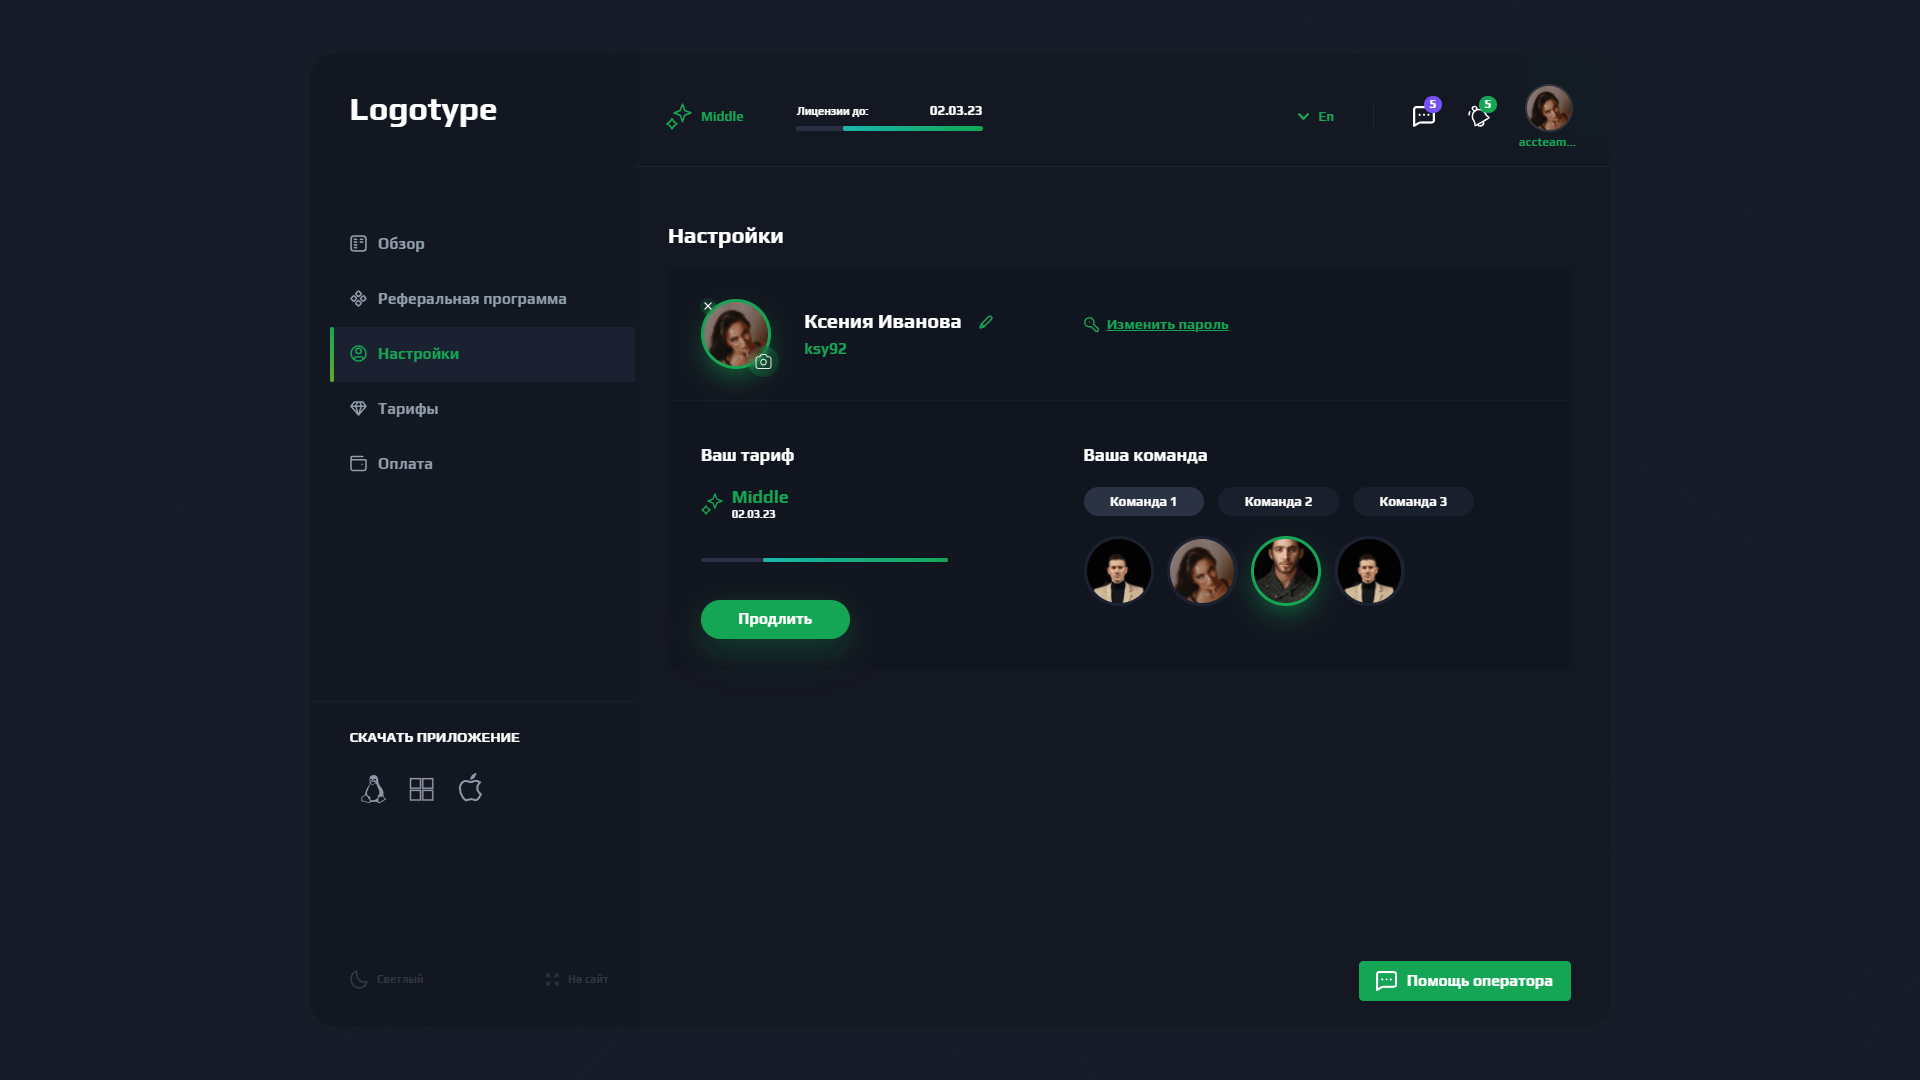 Logotype
Middle
Лицензии до: 02.03.23
En
5
5
accteam...
Обзор
Реферальная программа
Настройки
Тарифы
Оплата
СКАЧАТЬ ПРИЛОЖЕНИЕ
Светлый
На сайт
Настройки
Ксения Иванова
ksy92
Изменить пароль
Ваш тариф
Middle
02.03.23
Продлить
Ваша команда
Команда 1
Команда 2
Команда 3
Помощь оператора